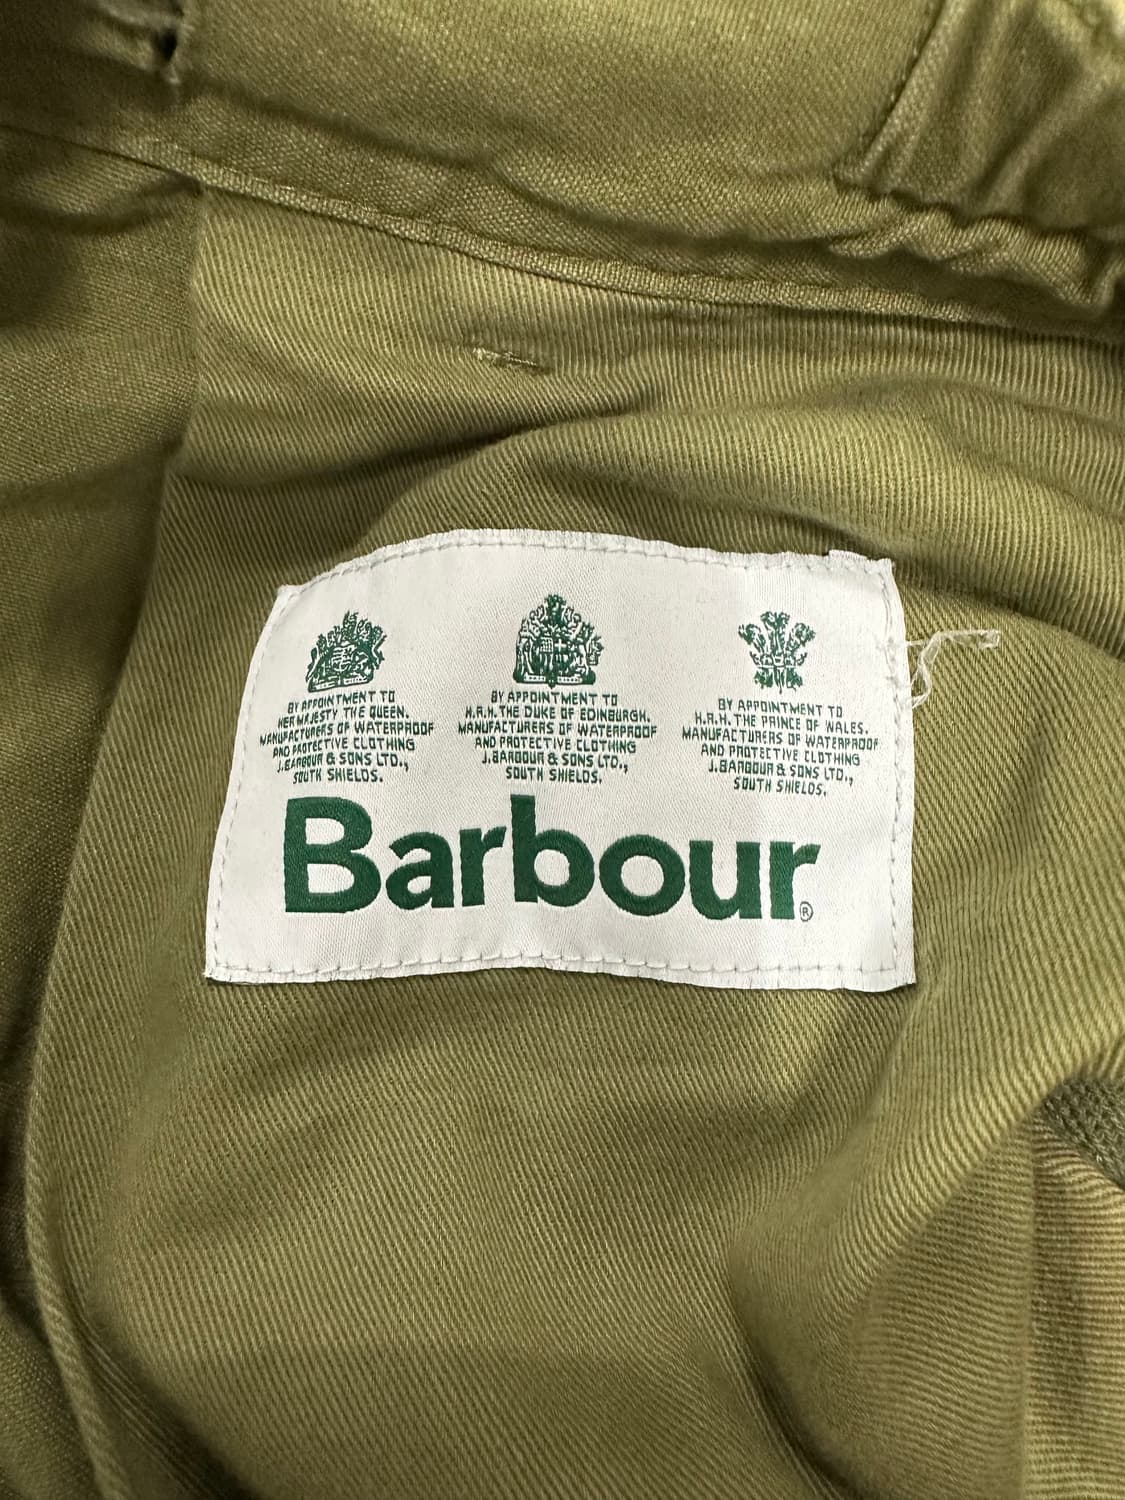 BY APPOINTMENT TO
HER MAJESTY THE QUEEN.
MANUFACTURERS OF WATERPROOF
AND PROTECTIVE CLOTHING
J.BARBOUR & SONS LTD.,
SOUTH SHIELDS.
BY APPOINTMENT TO
H.R.H. THE DUKE OF EDINBURGH.
MANUFACTURERS OF WATERPROOF
AND PROTECTIVE CLOTHING
J.BARBOUR & SONS LTD.,
SOUTH SHIELDS.
BY APPOINTMENT TO
H.R.H. THE PRINCE OF WALES.
MANUFACTURERS OF WATERPROOF
AND PROTECTIVE CLOTHING
J.BARBOUR & SONS LTD.,
SOUTH SHIELDS.
Barbour®